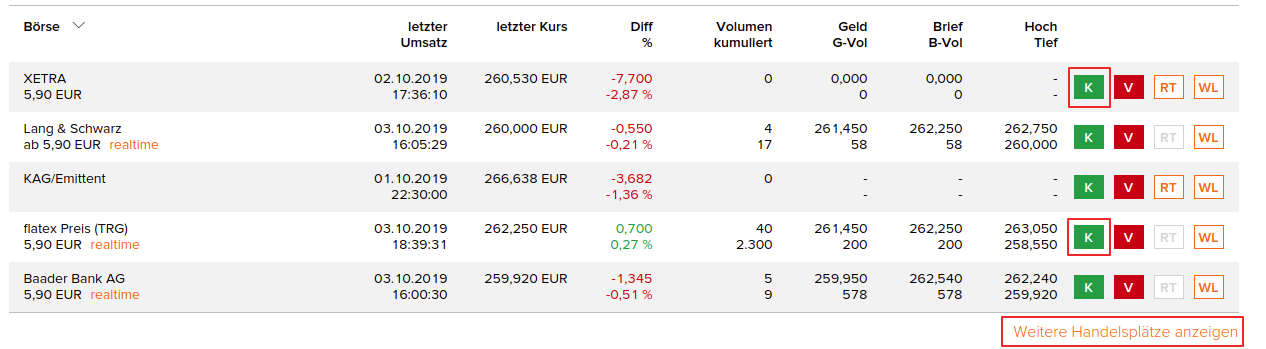 Börse letzter Umsatz letzter Kurs Diff % Volumen kumuliert Geld G-Vol Brief B-Vol Hoch Tief
XETRA 02.10.2019 260,530 EUR -7,700 0 0,000 0,000 - K V RT WL
5,90 EUR 17:36:10 -2,87 % 0 0 -
Lang & Schwarz 03.10.2019 260,000 EUR -0,550 4 261,450 262,250 262,750 K V RT WL
ab 5,90 EUR realtime 16:05:29 -0,21 % 17 58 58 260,000
KAG/Emittent 01.10.2019 266,638 EUR -3,682 0 - - - K V RT WL
22:30:00 -1,36 % - - -
flatex Preis (TRG) 03.10.2019 262,250 EUR 0,700 40 261,450 262,250 263,050 K V RT WL
5,90 EUR realtime 18:39:31 0,27 % 2.300 200 200 258,550
Baader Bank AG 03.10.2019 259,920 EUR -1,345 5 259,950 262,540 262,240 K V RT WL
5,90 EUR realtime 16:00:30 -0,51 % 9 578 578 259,920
Weitere Handelsplätze anzeigen